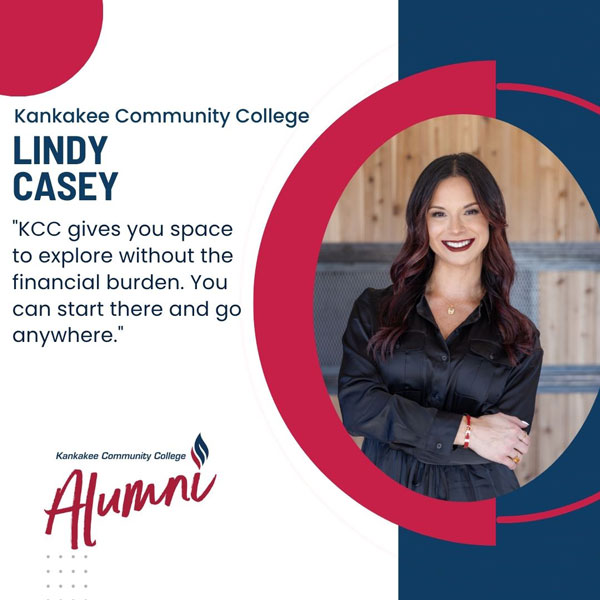 Kankakee Community College
LINDY
CASEY
"KCC gives you space
to explore without the
financial burden. You
can start there and go
anywhere."
Kankakee Community College
Alumni